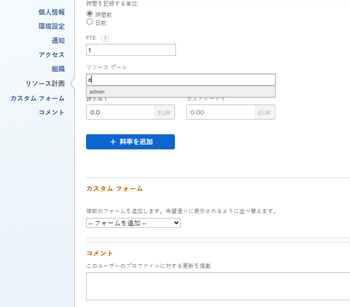 時間を記録する単位:
個人情報
環境設定
通知
アクセス
組織
リソース計画
カスタム フォーム
コメント
時間数
日数
FTE
1
リソース プール
a
admin
0.0 EUR
0.00 EUR
+ 料率を追加
カスタム フォーム
複数のフォームを追加します。希望通りに表示されるように並べ替えます。
-- フォームを追加 --
コメント
このユーザーのプロファイルに対する更新を掲載